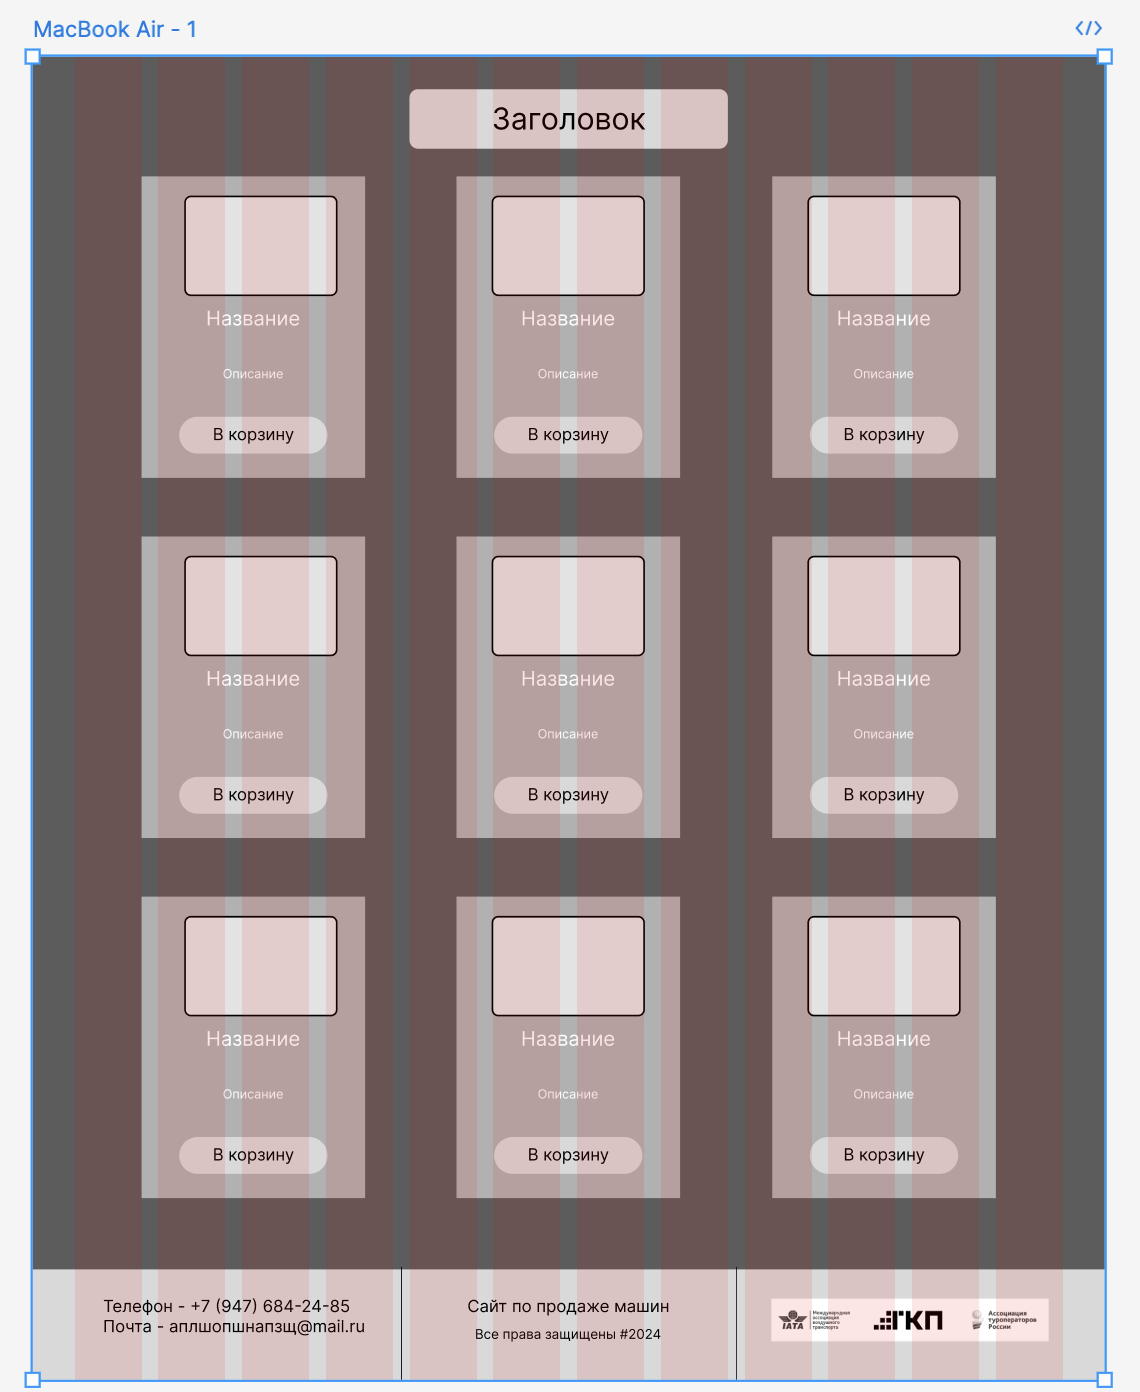 MacBook Air - 1
Заголовок
Название
Название
Название
Описание
Описание
Описание
В корзину
В корзину
В корзину
Название
Название
Название
Описание
Описание
Описание
В корзину
В корзину
В корзину
Название
Название
Название
Описание
Описание
Описание
В корзину
В корзину
В корзину
Телефон - +7 (947) 684-24-85
Почта - аплшопшнапзщ@mail.ru
Сайт по продаже машин
Все права защищены #2024
IATA
Международная
ассоциация
воздушного
транспорта
ГКП
Ассоциация
туроператоров
России